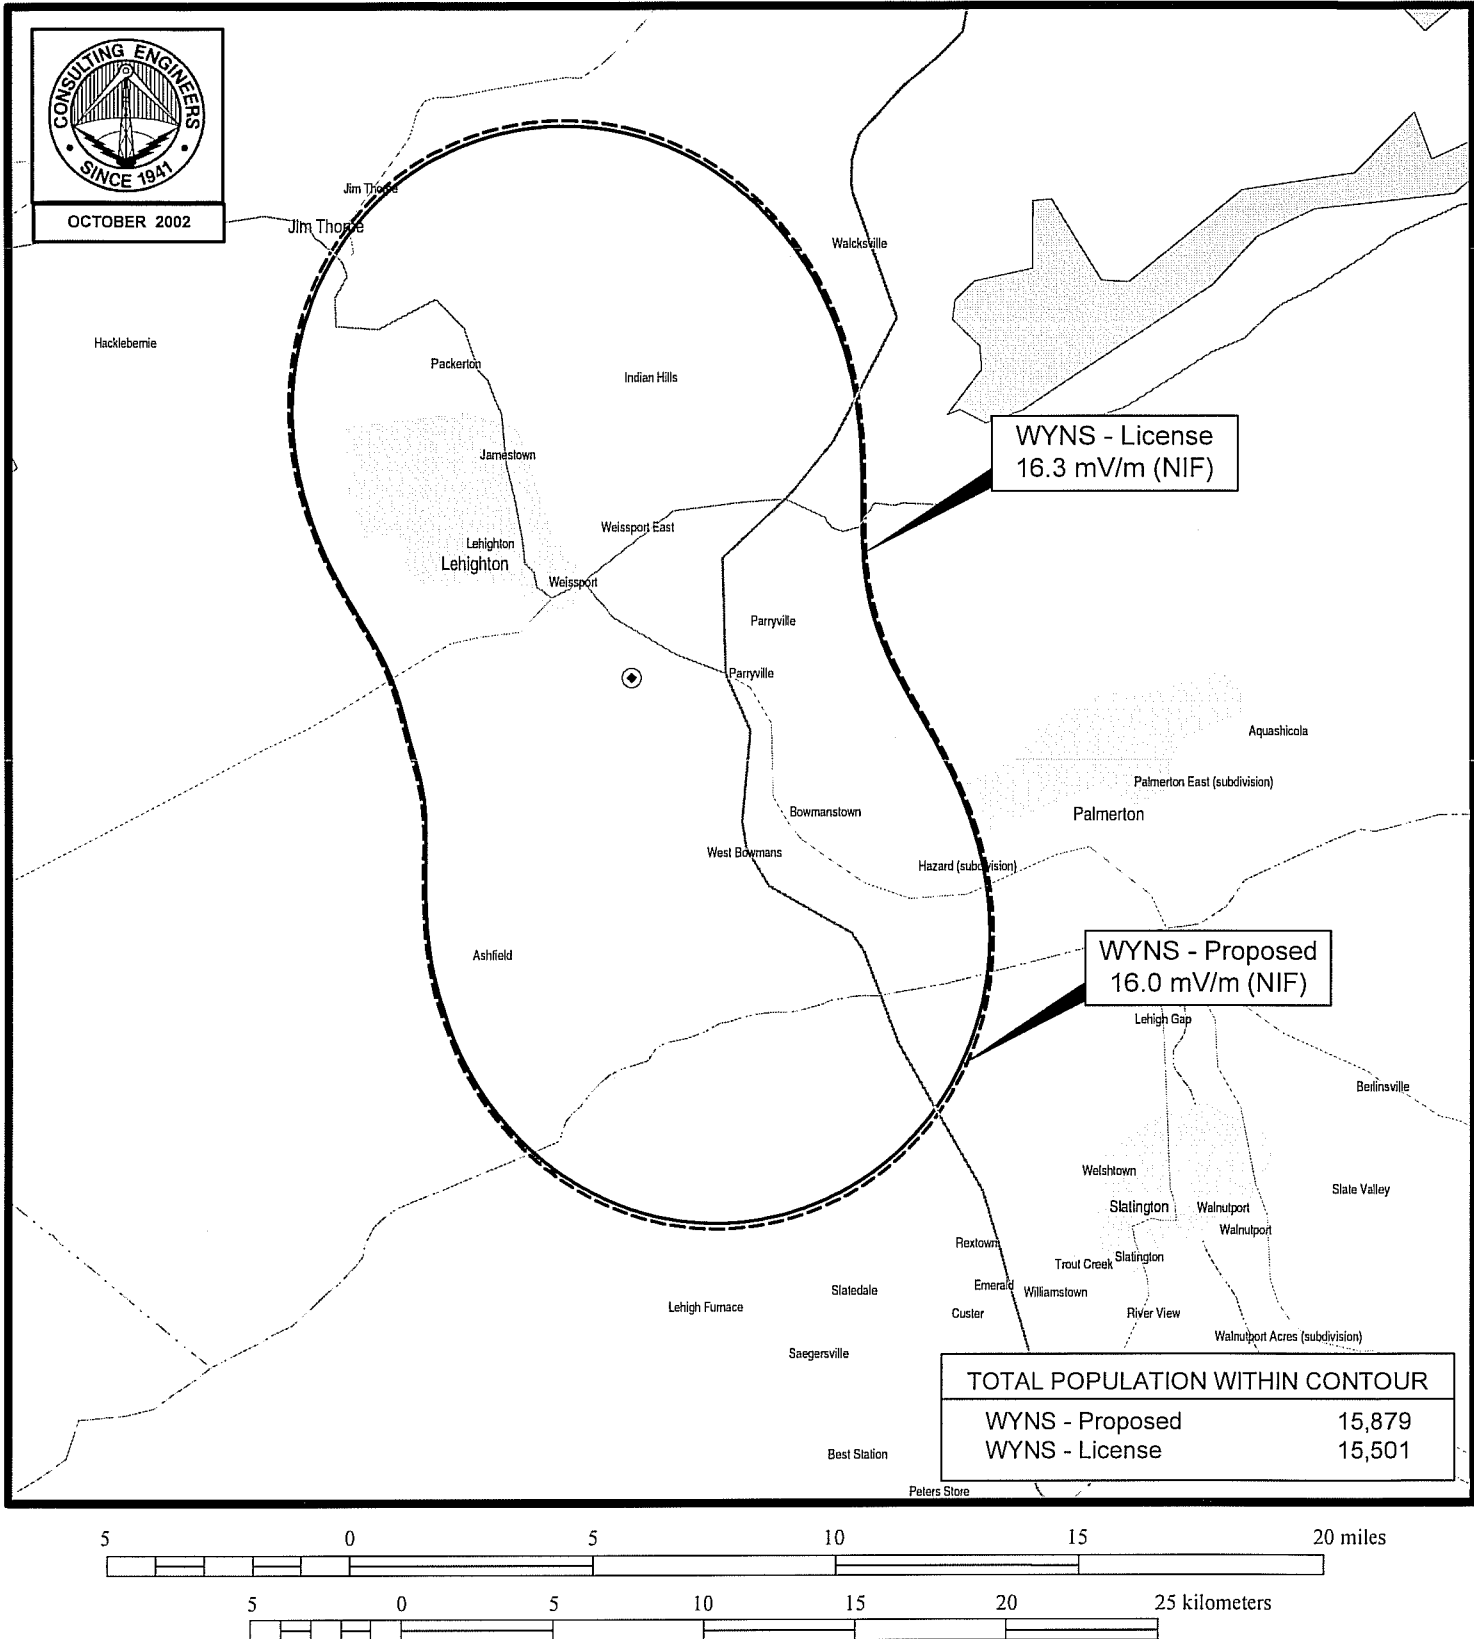 CONSULTING ENGINEERS
SINCE 1941
OCTOBER 2002
Jim Thorpe
Jim Thorpe
Walcksville
Hacklebernie
Packerton
Indian Hills
WYNS - License
16.3 mV/m (NIF)
Jamestown
Weissport East
Lehighton
Lehighton
Weissport
Parryville
Parryville
Aquashicola
Palmerton East (subdivision)
Bowmanstown
Palmerton
West Bowmans
Hazard (subdivision)
Ashfield
WYNS - Proposed
16.0 mV/m (NIF)
Lehigh Gap
Berlinsville
Welshtown
Slate Valley
Slatington
Walnutport
Walnutport
Rextown
Slatington
Trout Creek
Emerald
Williamstown
Slatedale
Lehigh Furnace
Custer
River View
Walnutport Acres (subdivision)
Saegersville
TOTAL POPULATION WITHIN CONTOUR
WYNS - Proposed 15,879
WYNS - License 15,501
Best Station
Peters Store
5 0 5 10 15 20 miles
5 0 5 10 15 20 25 kilometers